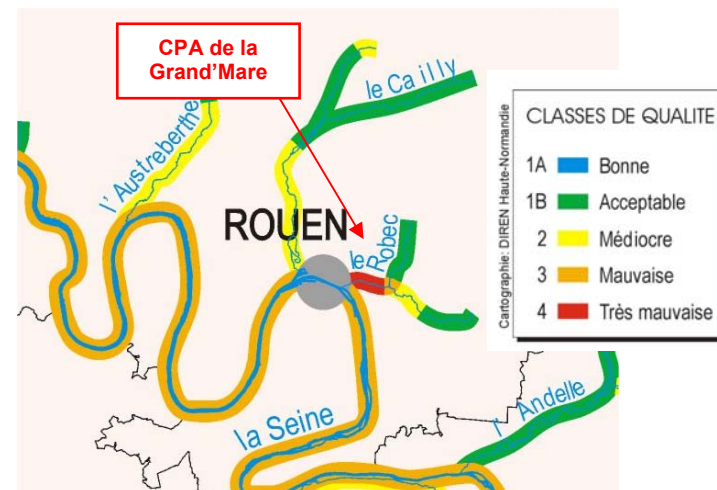 CPA de la
Grand’Mare
le Cailly
l’Austreberthe
ROUEN
le
Robec
la Seine
l’Andelle
Cartographie: DIREN Haute-Normandie
CLASSES DE QUALITE
1A Bonne
1B Acceptable
2 Médiocre
3 Mauvaise
4 Très mauvaise